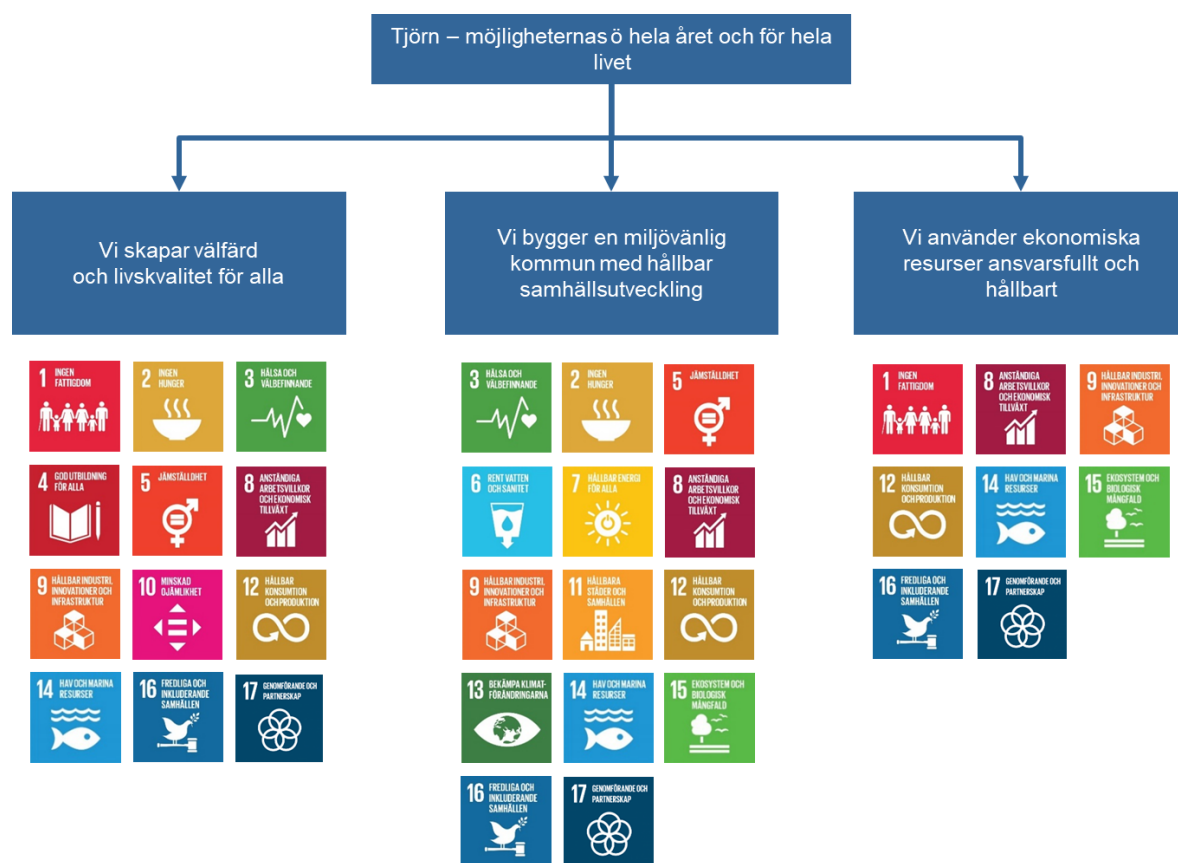 Tjörn – möjligheternas ö hela året och för hela
livet
Vi skapar välfärd
och livskvalitet för alla
Vi bygger en miljövänlig
kommun med hållbar
samhällsutveckling
Vi använder ekonomiska
resurser ansvarsfullt och
hållbart
1 INGEN
FATTIGDOM
2 INGEN
HUNGER
3 HÄLSA OCH
VÄLBEFINNANDE
4 GOD UTBILDNING
FÖR ALLA
5 JÄMSTÄLLDHET
8 ANSTÄNDIGA
ARBETSVILLKOR
OCH EKONOMISK
TILLVÄXT
9 HÅLLBAR INDUSTRI,
INNOVATIONER OCH
INFRASTRUKTUR
10 MINSKAD
OJÄMLIKHET
12 HÅLLBAR
KONSUMTION
OCH PRODUKTION
14 HAV OCH MARINA
RESURSER
16 FREDLIGA OCH
INKLUDERANDE
SAMHÄLLEN
17 GENOMFÖRANDE OCH
PARTNERSKAP
3 HÄLSA OCH
VÄLBEFINNANDE
2 INGEN
HUNGER
5 JÄMSTÄLLDHET
6 RENT VATTEN
OCH SANITET
7 HÅLLBAR ENERGI
FÖR ALLA
8 ANSTÄNDIGA
ARBETSVILLKOR
OCH EKONOMISK
TILLVÄXT
9 HÅLLBAR INDUSTRI,
INNOVATIONER OCH
INFRASTRUKTUR
11 HÅLLBARA
STÄDER OCH
SAMHÄLLEN
12 HÅLLBAR
KONSUMTION
OCH PRODUKTION
13 BEKÄMPA KLIMAT-
FÖRÄNDRINGARNA
14 HAV OCH MARINA
RESURSER
15 EKOSYSTEM OCH
BIOLOGISK
MÅNGFALD
16 FREDLIGA OCH
INKLUDERANDE
SAMHÄLLEN
17 GENOMFÖRANDE OCH
PARTNERSKAP
1 INGEN
FATTIGDOM
8 ANSTÄNDIGA
ARBETSVILLKOR
OCH EKONOMISK
TILLVÄXT
9 HÅLLBAR INDUSTRI,
INNOVATIONER OCH
INFRASTRUKTUR
12 HÅLLBAR
KONSUMTION
OCH PRODUKTION
14 HAV OCH MARINA
RESURSER
15 EKOSYSTEM OCH
BIOLOGISK
MÅNGFALD
16 FREDLIGA OCH
INKLUDERANDE
SAMHÄLLEN
17 GENOMFÖRANDE OCH
PARTNERSKAP